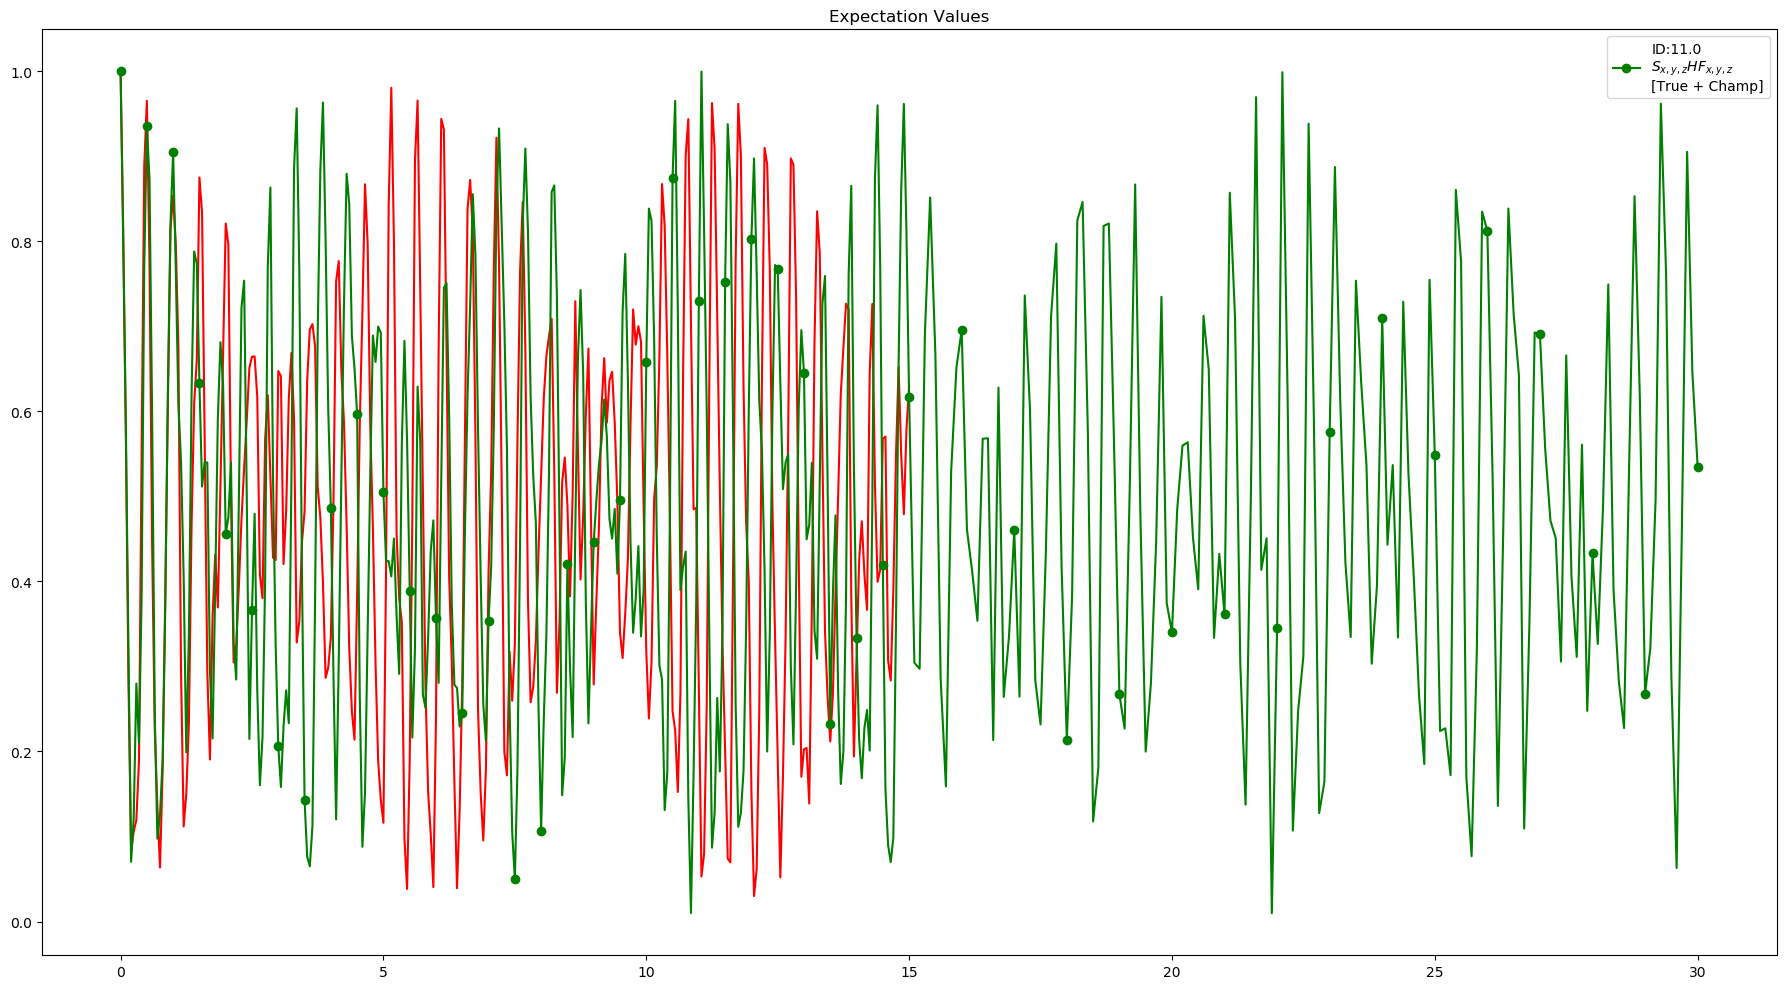 Expectation Values
ID:11.0
S_{x,y,z}HF_{x,y,z}
[True + Champ]
1.0
0.8
0.6
0.4
0.2
0.0
0 5 10 15 20 25 30